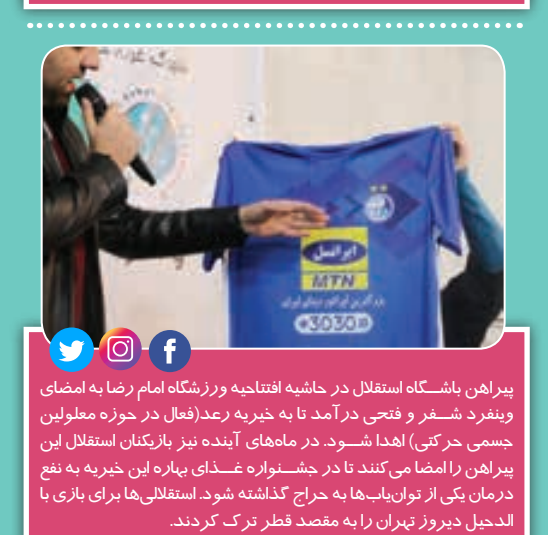 ایرانسل
MTN
پیراهن باشــگاه استقلال در حاشیه افتتاحیه ورزشگاه امام رضا به امضای
وینفرد شــفر و فتحی درآمد تا به خیریه رعد(فعال در حوزه معلولین
جسمی حرکتی) اهدا شــود. در ماه‌های آینده نیز بازیکنان استقلال این
پیراهن را امضا می‌کنند تا در جشــنواره غــذای بهاره این خیریه به نفع
درمان یکی از توان‌یاب‌ها به حراج گذاشته شود. استقلالی‌ها برای بازی با
الدحیل دیروز تهران را به مقصد قطر ترک کردند.